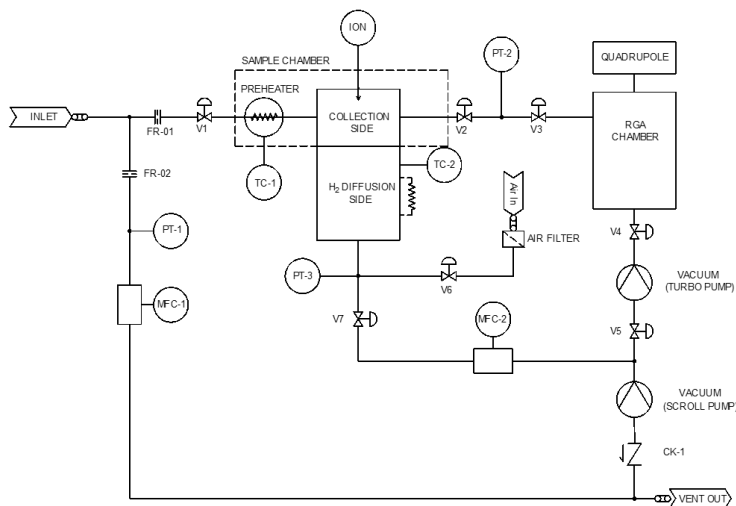 ION
PT-2
QUADRUPOLE
SAMPLE CHAMBER
PREHEATER
INLET
FR-01
V1
COLLECTION
SIDE
V2
V3
RGA
CHAMBER
FR-02
TC-1
TC-2
H₂ DIFFUSION
SIDE
Air In
AIR FILTER
PT-1
V4
PT-3
V6
VACUUM
(TURBO PUMP)
MFC-1
V7
MFC-2
V5
VACUUM
(SCROLL PUMP)
CK-1
VENT OUT